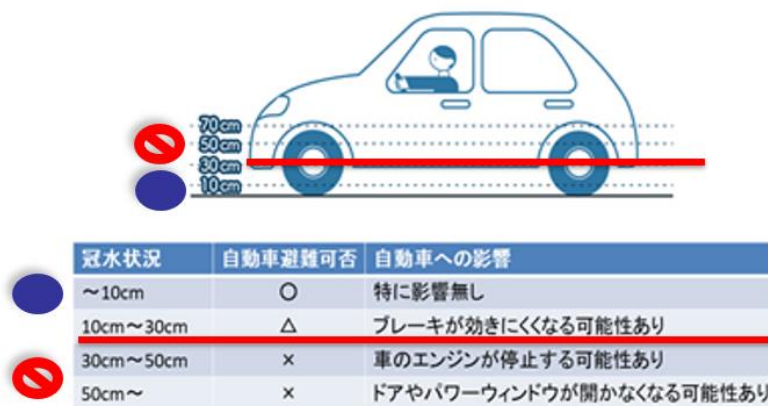 70cm
50cm
30cm
10cm
冠水状況 自動車避難可否 自動車への影響
～10cm ○ 特に影響無し
10cm～30cm △ ブレーキが効きにくくなる可能性あり
30cm～50cm × 車のエンジンが停止する可能性あり
50cm～ × ドアやパワーウィンドウが開かなくなる可能性あり